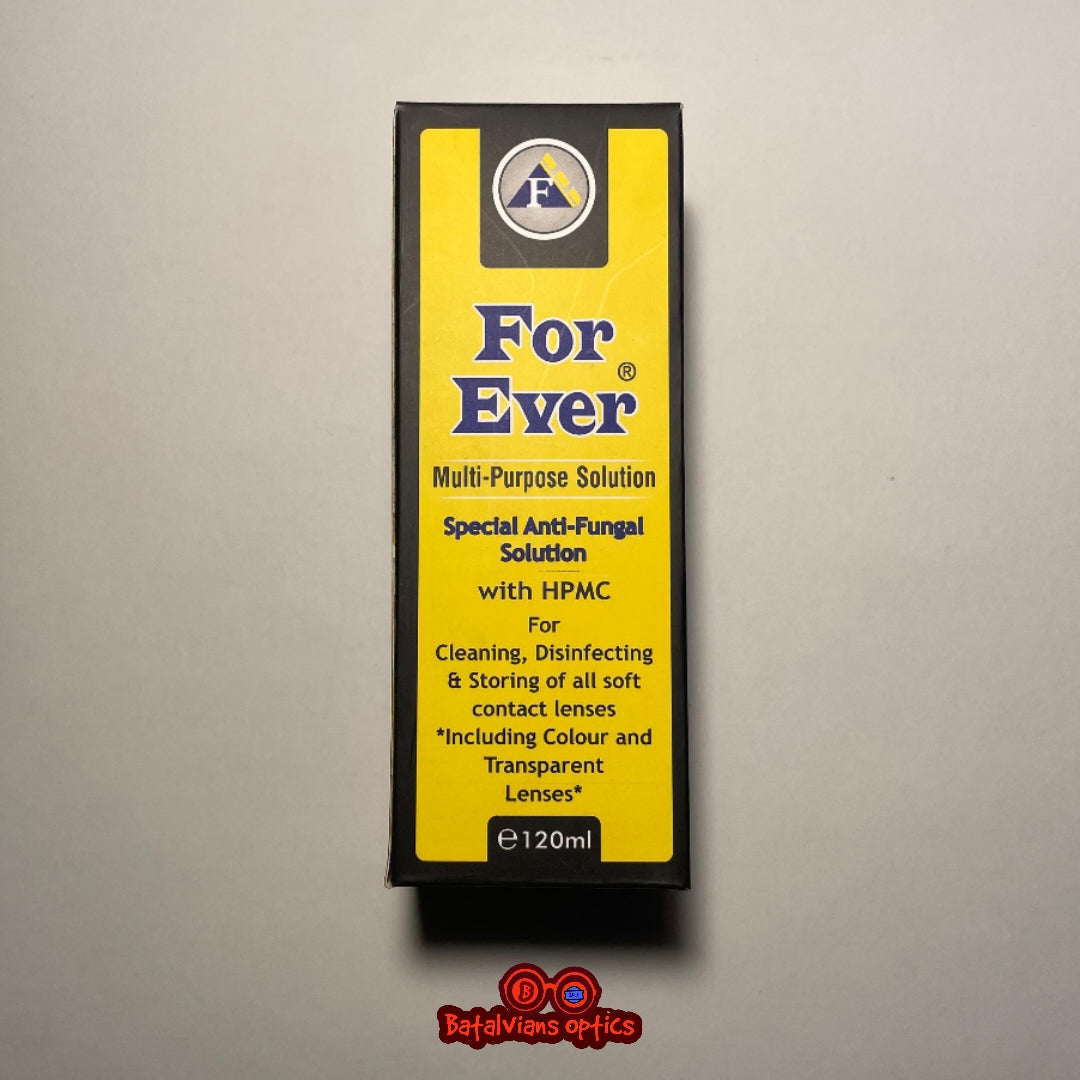 F
For
Ever®
Multi-Purpose Solution
Special Anti-Fungal
Solution
with HPMC
For
Cleaning, Disinfecting
& Storing of all soft
contact lenses
*Including Colour and
Transparent
Lenses*
℮120ml
B
Batalvians optics